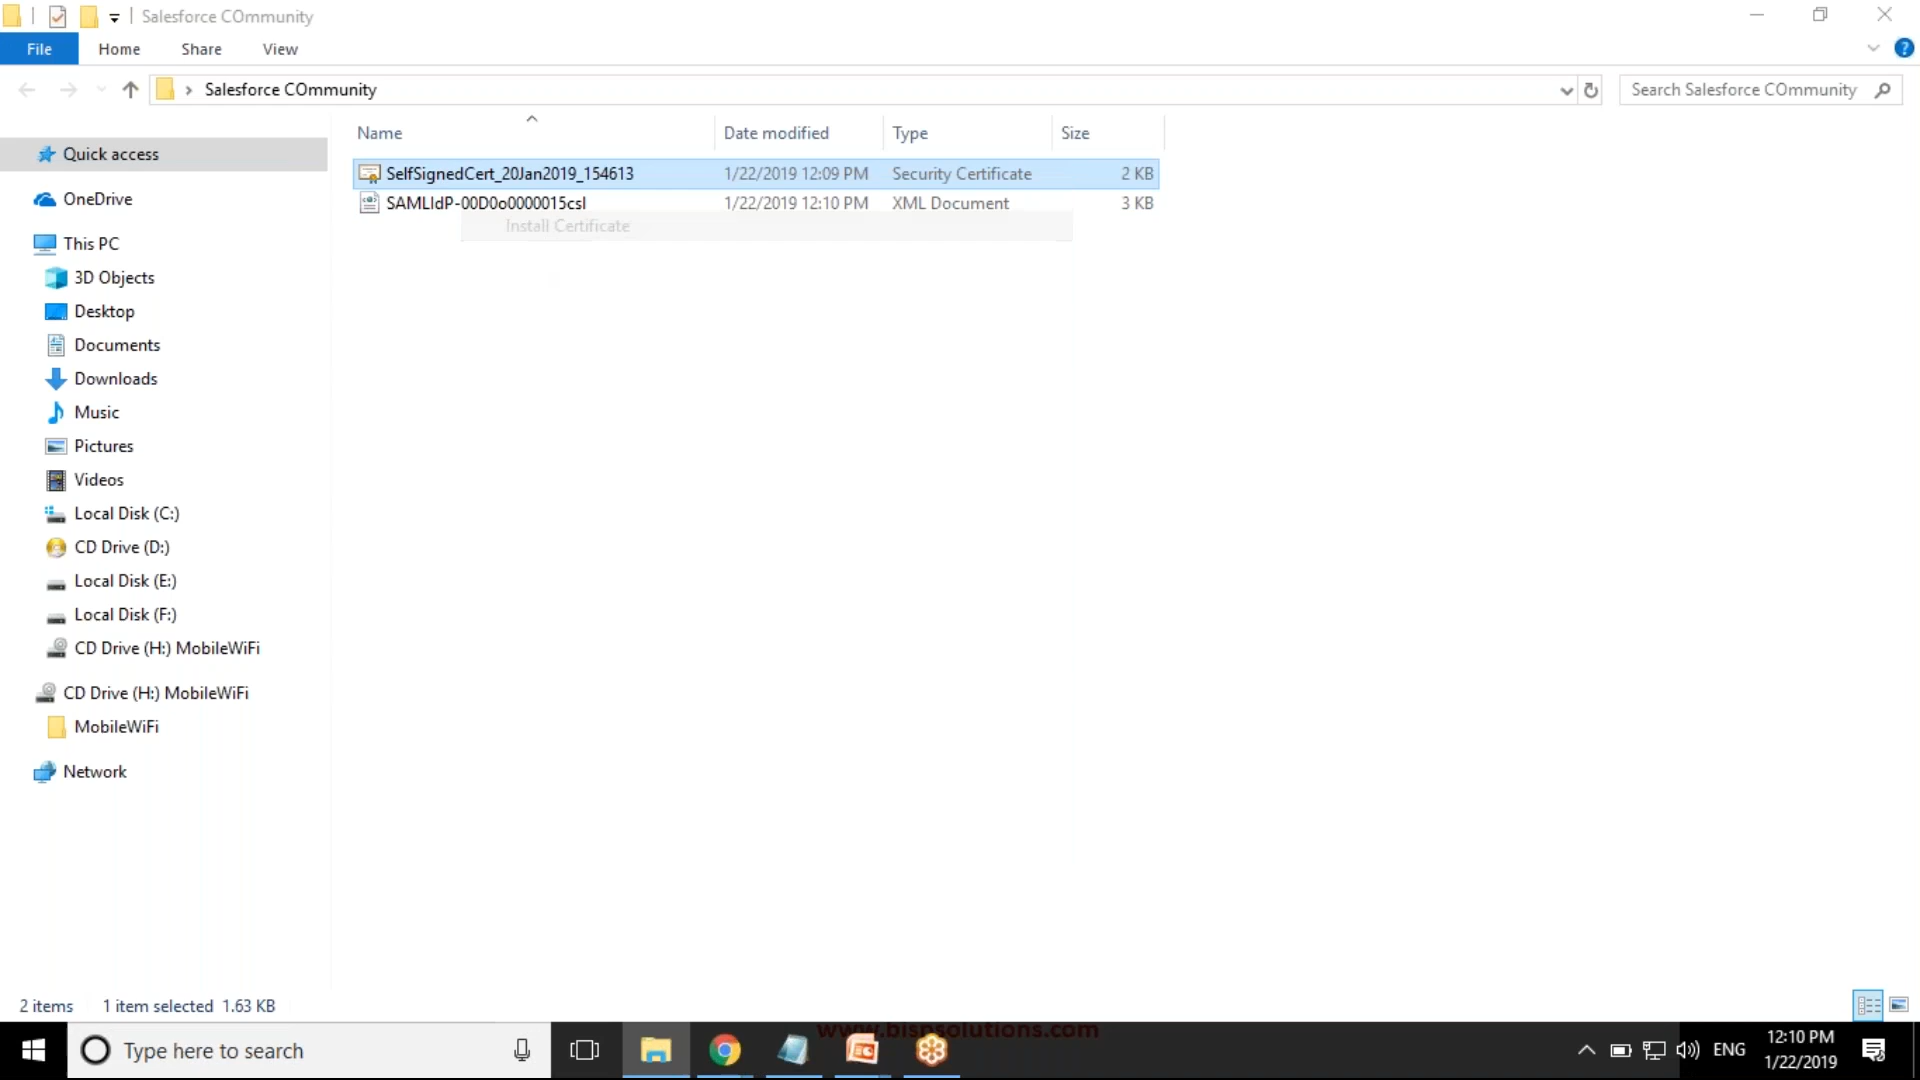 Salesforce COmmunity
File Home Share View
Salesforce COmmunity
Search Salesforce COmmunity
Name Date modified Type Size
SelfSignedCert_20Jan2019_154613 1/22/2019 12:09 PM Security Certificate 2 KB
SAMLIdP-00D0o0000015csl 1/22/2019 12:10 PM XML Document 3 KB
Install Certificate
Quick access
OneDrive
This PC
3D Objects
Desktop
Documents
Downloads
Music
Pictures
Videos
Local Disk (C:)
CD Drive (D:)
Local Disk (E:)
Local Disk (F:)
CD Drive (H:) MobileWiFi
CD Drive (H:) MobileWiFi
MobileWiFi
Network
2 items 1 item selected 1.63 KB
www.bispsolutions.com
Type here to search
ENG
12:10 PM
1/22/2019